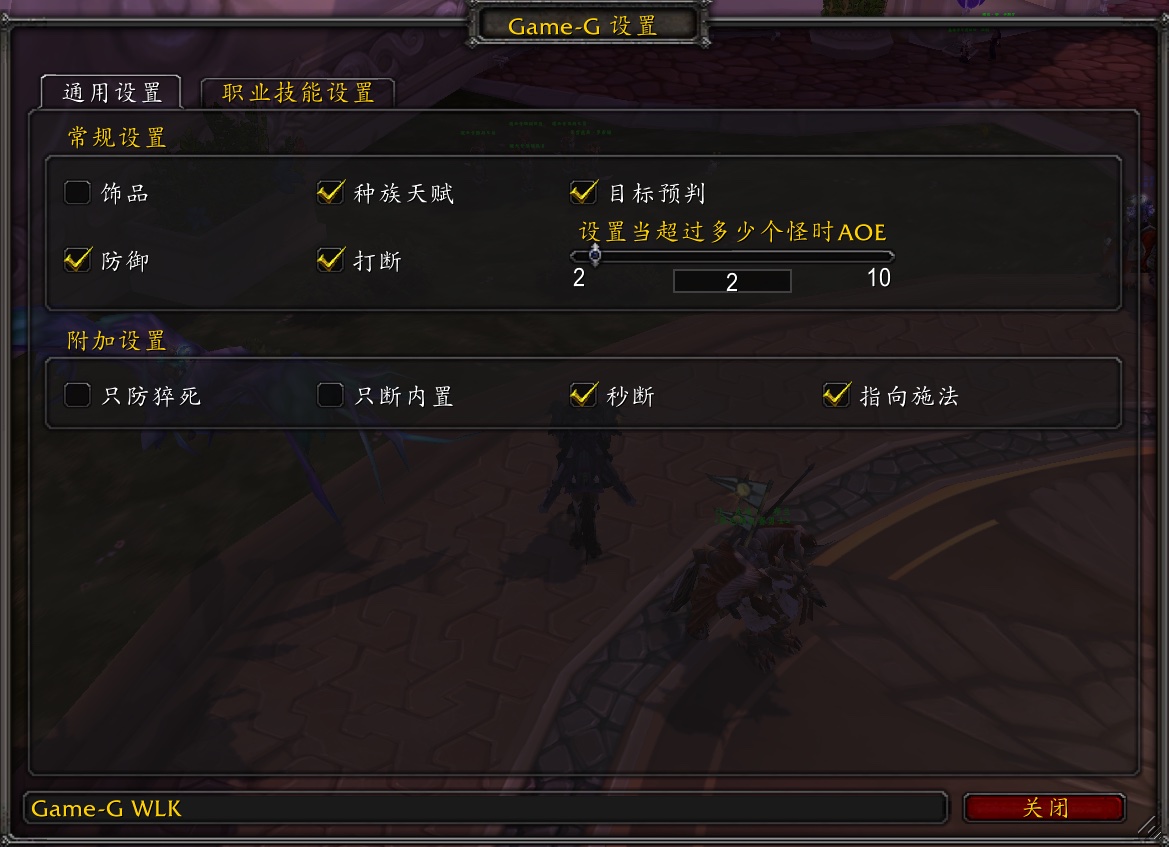 Game-G 设置
通用设置 职业技能设置
常规设置
饰品 种族天赋 目标预判
设置当超过多少个怪时AOE
防御 打断
2 2 10
附加设置
只防猝死 只断内置 秒断 指向施法
Game-G WLK 关闭